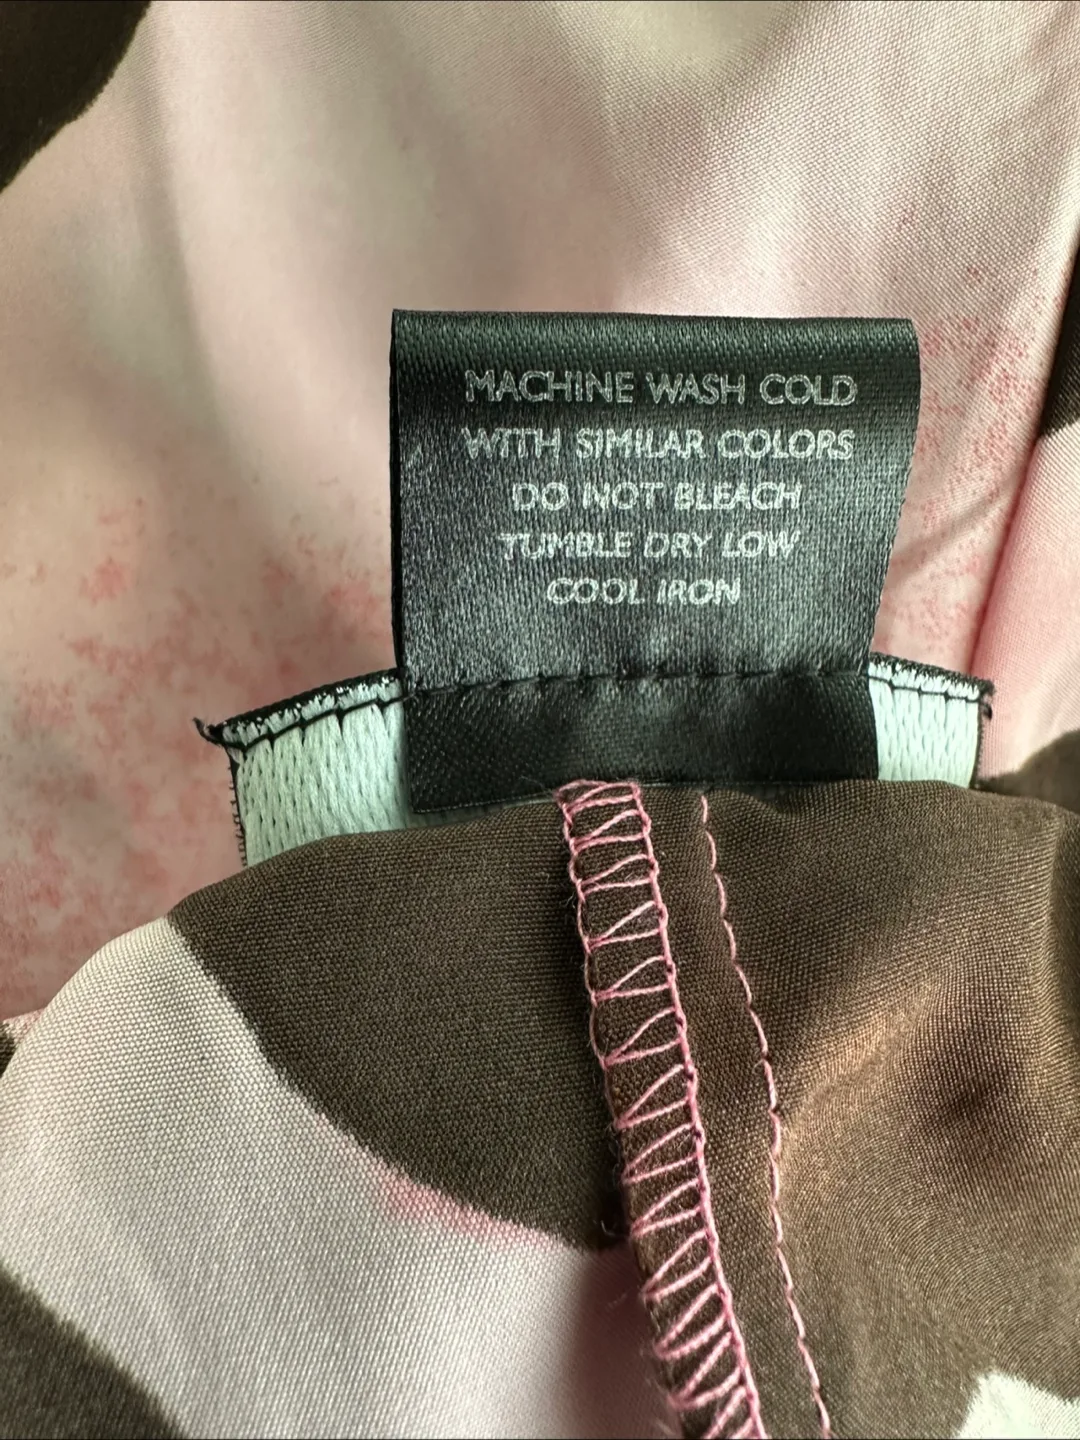 MACHINE WASH COLD
WITH SIMILAR COLORS
DO NOT BLEACH
TUMBLE DRY LOW
COOL IRON